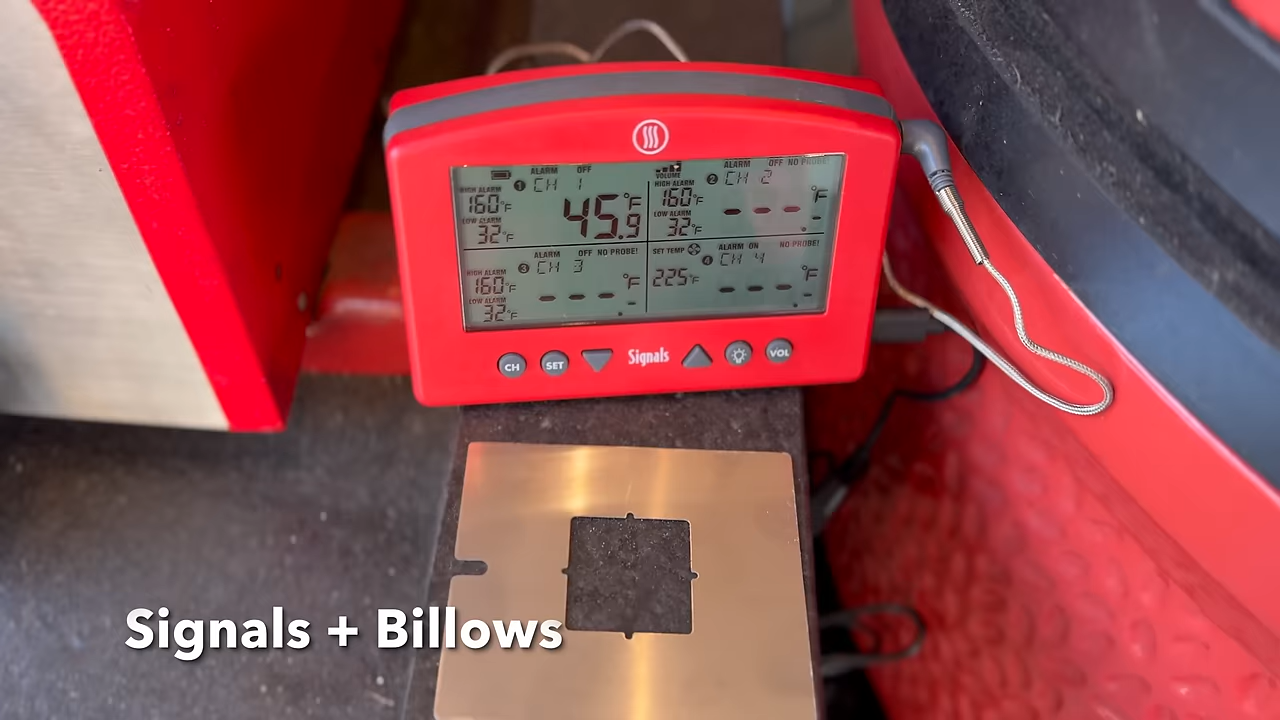 ALARM OFF
1 CH 1
HIGH ALARM
160°F
45.9°F
LOW ALARM
32°F
VOLUME
ALARM OFF NO PROBE!
2 CH 2
HIGH ALARM
160°F
- - - °F
LOW ALARM
32°F
ALARM OFF NO PROBE!
3 CH 3
HIGH ALARM
160°F
- - - °F
LOW ALARM
32°F
SET TEMP ALARM ON NO PROBE!
4 CH 4
225°F
- - - °F
CH SET Signals VOL
Signals + Billows